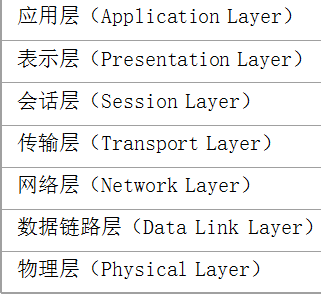 应用层（Application Layer）
表示层（Presentation Layer）
会话层（Session Layer）
传输层（Transport Layer）
网络层（Network Layer）
数据链路层（Data Link Layer）
物理层（Physical Layer）